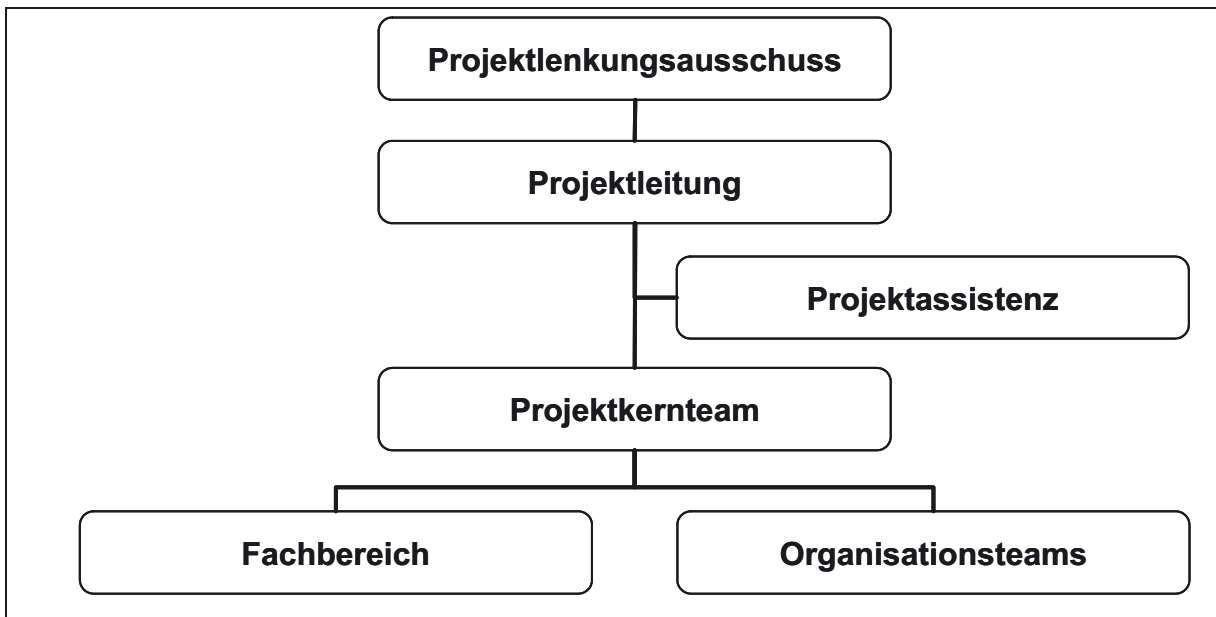 Projektlenkungsausschuss
Projektleitung
Projektassistenz
Projektkernteam
Fachbereich
Organisationsteams